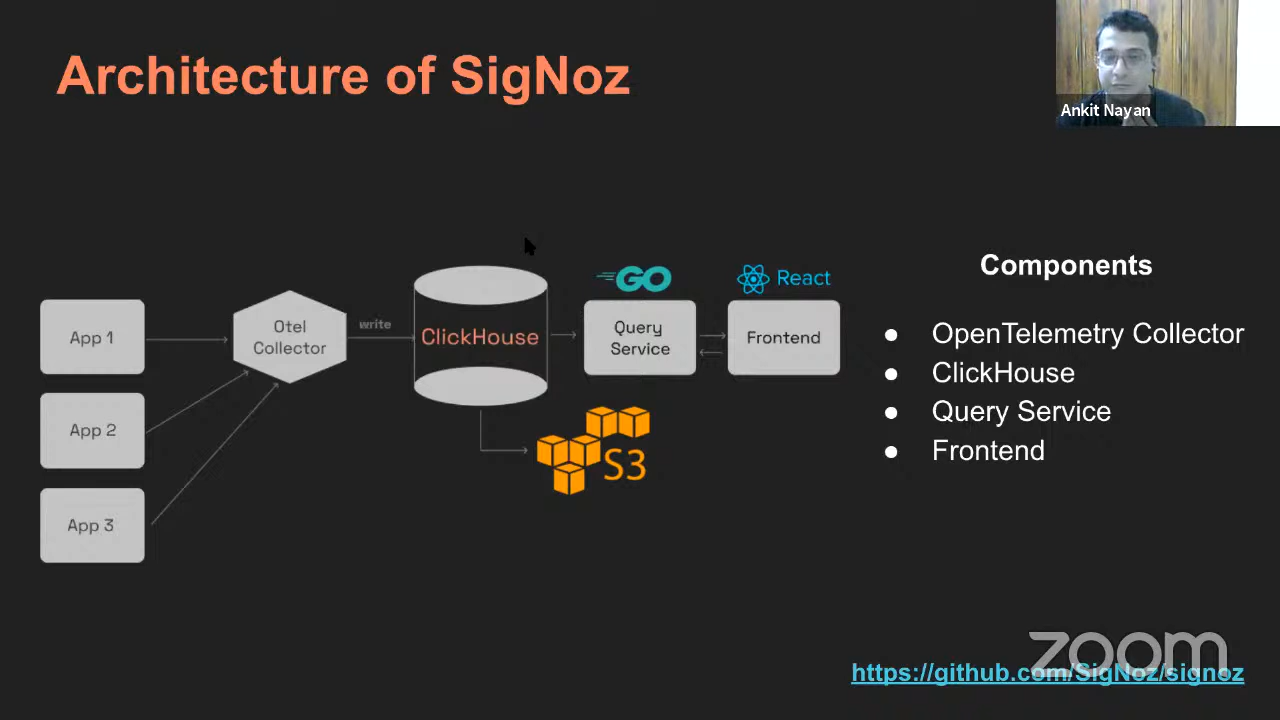 Architecture of SigNoz
Ankit Nayan
App 1
App 2
App 3
Otel
Collector
write
ClickHouse
S3
GO
Query
Service
React
Frontend
Components
● OpenTelemetry Collector
● ClickHouse
● Query Service
● Frontend
zoom
https://github.com/SigNoz/signoz